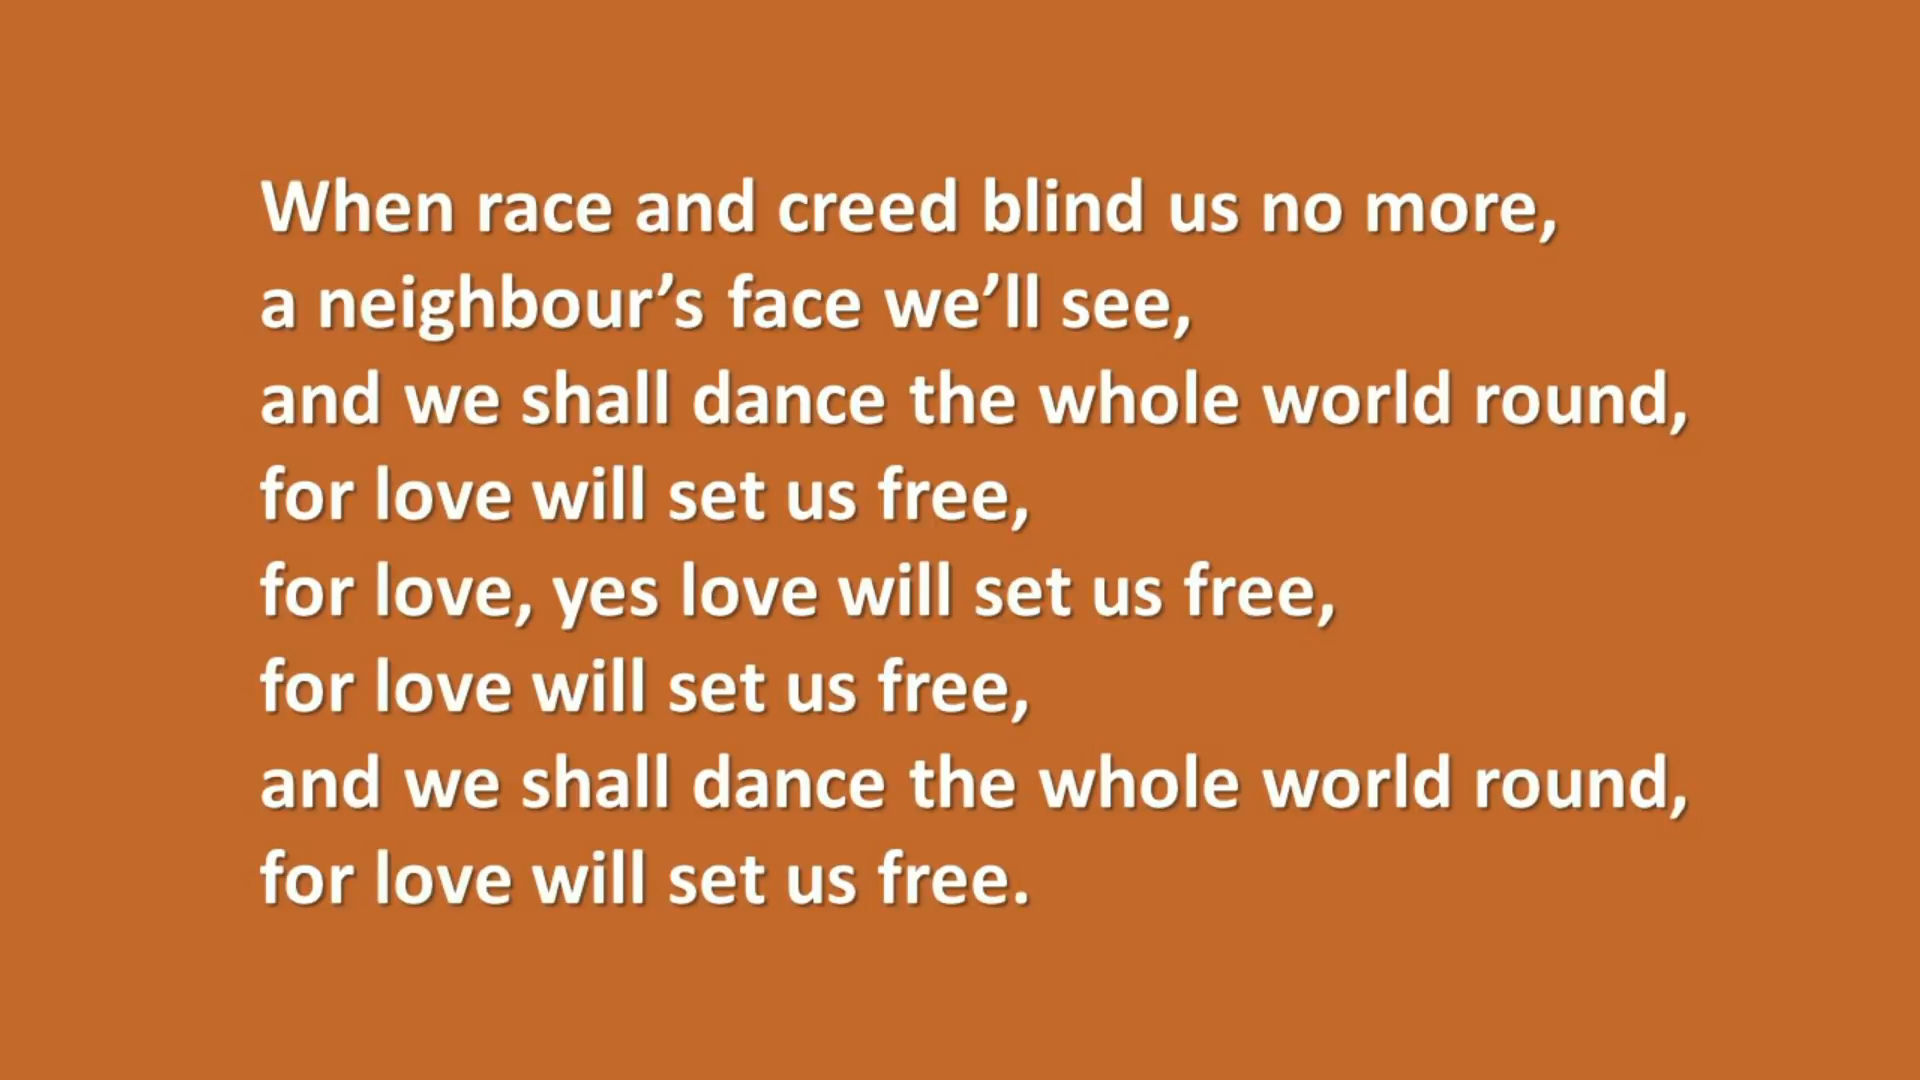 When race and creed blind us no more,
a neighbour’s face we’ll see,
and we shall dance the whole world round,
for love will set us free,
for love, yes love will set us free,
for love will set us free,
and we shall dance the whole world round,
for love will set us free.